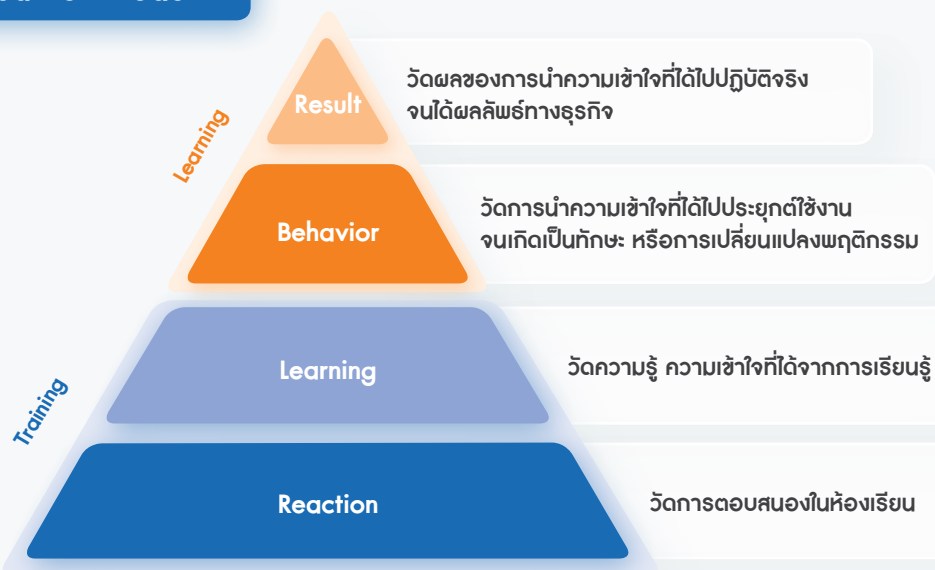 Learning
Result
วัดผลของการนำความเข้าใจที่ได้ไปปฏิบัติจริง
จนได้ผลลัพธ์ทางธุรกิจ
Behavior
วัดการนำความเข้าใจที่ได้ไปประยุกต์ใช้งาน
จนเกิดเป็นทักษะ หรือการเปลี่ยนแปลงพฤติกรรม
Training
Learning
วัดความรู้ ความเข้าใจที่ได้จากการเรียนรู้
Reaction
วัดการตอบสนองในห้องเรียน